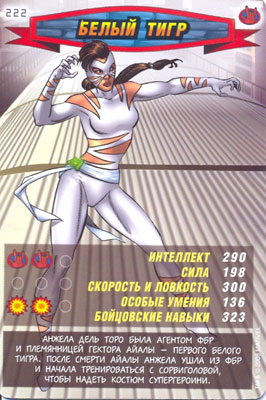 222
БЕЛЫЙ ТИГР
ИНТЕЛЛЕКТ 290
СИЛА 198
СКОРОСТЬ И ЛОВКОСТЬ 300
ОСОБЫЕ УМЕНИЯ 136
БОЙЦОВСКИЕ НАВЫКИ 323
АНЖЕЛА ДЕЛЬ ТОРО БЫЛА АГЕНТОМ ФБР
И ПЛЕМЯННИЦЕЙ ГЕКТОРА АЙАЛЫ – ПЕРВОГО БЕЛОГО
ТИГРА. ПОСЛЕ СМЕРТИ АЙАЛЫ АНЖЕЛА УШЛА ИЗ ФБР
И НАЧАЛА ТРЕНИРОВАТЬСЯ С СОРВИГОЛОВОЙ,
ЧТОБЫ НАДЕТЬ КОСТЮМ СУПЕРГЕРОИНИ.